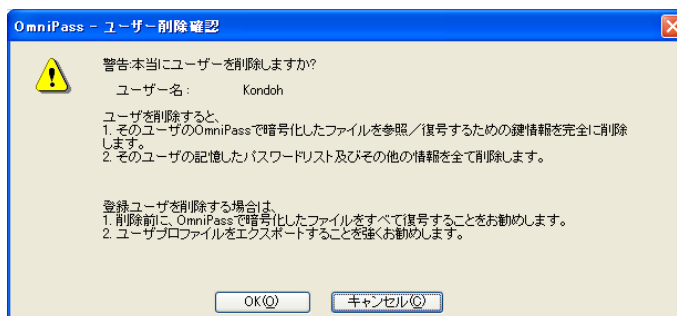 OmniPass - ユーザー削除確認
警告:本当にユーザーを削除しますか?
ユーザー名 : Kondoh
ユーザを削除すると、
1. そのユーザのOmniPassで暗号化したファイルを参照/復号するための鍵情報を完全に削除
します。
2. そのユーザの記憶したパスワードリスト及びその他の情報を全て削除します。
登録ユーザを削除する場合は、
1. 削除前に、OmniPassで暗号化したファイルをすべて復号することをお勧めします。
2. ユーザプロファイルをエクスポートすることを強くお勧めします。
OK(O)
キャンセル(C)